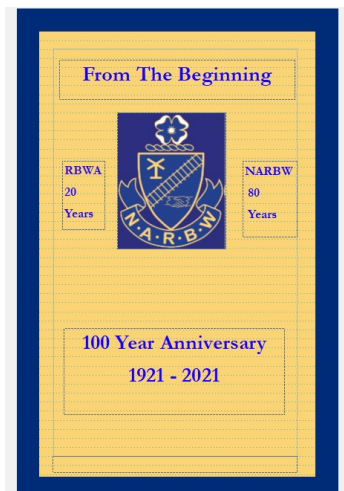 From The Beginning
RBWA
20
Years
N·A·R·B·W
NARBW
80
Years
100 Year Anniversary
1921 - 2021